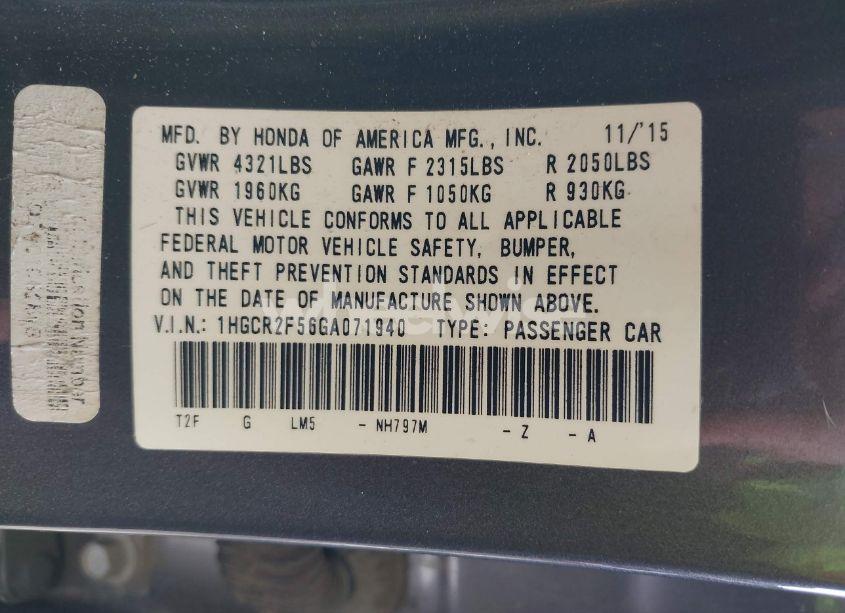 MFD. BY HONDA OF AMERICA MFG., INC. 11/'15
GVWR 4321LBS GAWR F 2315LBS R 2050LBS
GVWR 1960KG GAWR F 1050KG R 930KG
THIS VEHICLE CONFORMS TO ALL APPLICABLE
FEDERAL MOTOR VEHICLE SAFETY, BUMPER,
AND THEFT PREVENTION STANDARDS IN EFFECT
ON THE DATE OF MANUFACTURE SHOWN ABOVE.
V.I.N.: 1HGCR2F56GA071940 TYPE: PASSENGER CAR
T2F G LM5 - NH797M - Z - A